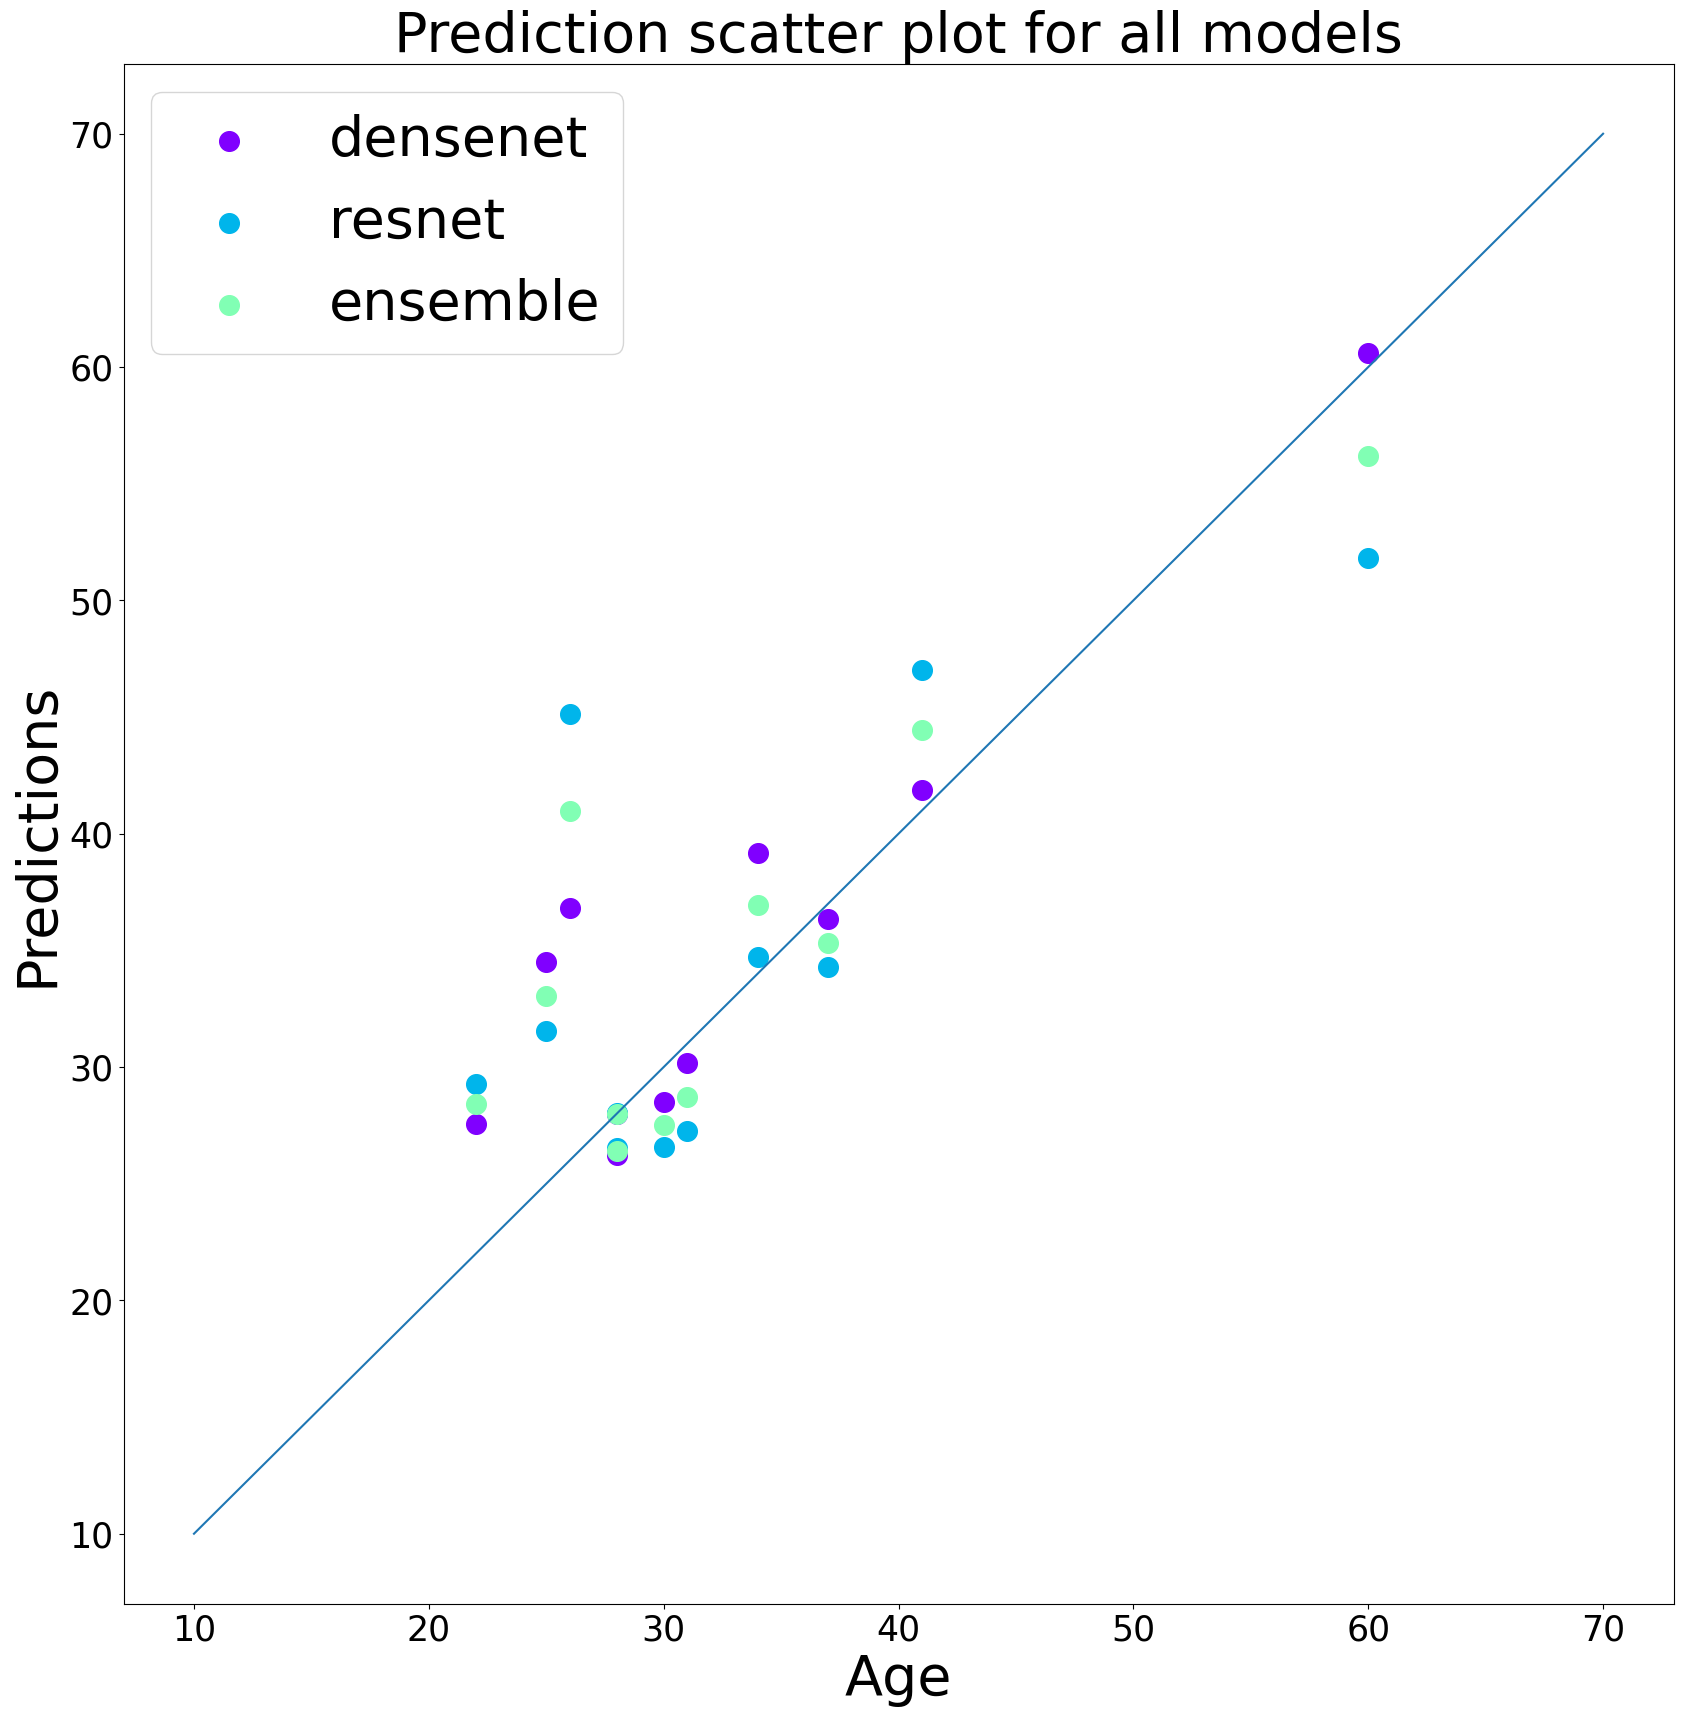 Prediction scatter plot for all models
densenet
resnet
ensemble
70
60
50
40
30
20
10
Predictions
10 20 30 40 50 60 70
Age